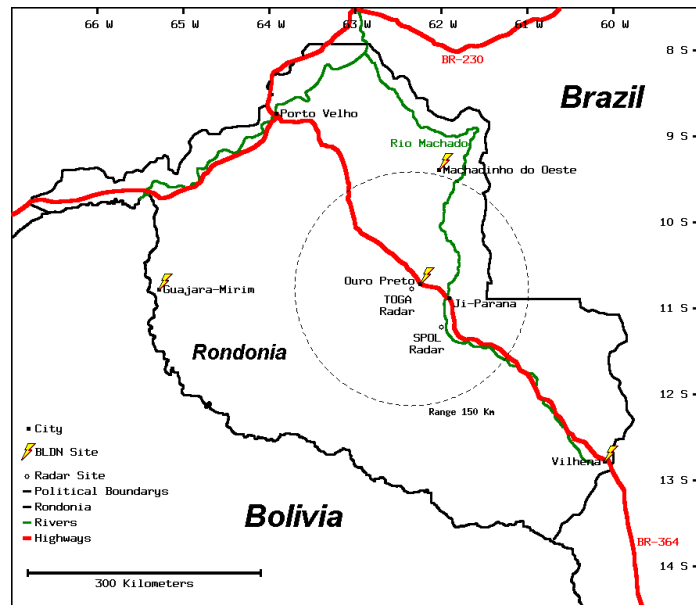 66 W 65 W 64 W 63 W 62 W 61 W 60 W
8 S
BR-230
Brazil
Porto Velho
9 S
Rio Machado
Machadinho do Oeste
10 S
Ouro Preto
Guajara-Mirim
TOGA
Radar
Ji-Parana
11 S
SPOL
Radar
Rondonia
12 S
Range 150 Km
City
BLDN Site
Vilhena
Radar Site
13 S
Political Boundarys
Rondonia
Rivers
Highways
Bolivia
BR-364
14 S
300 Kilometers